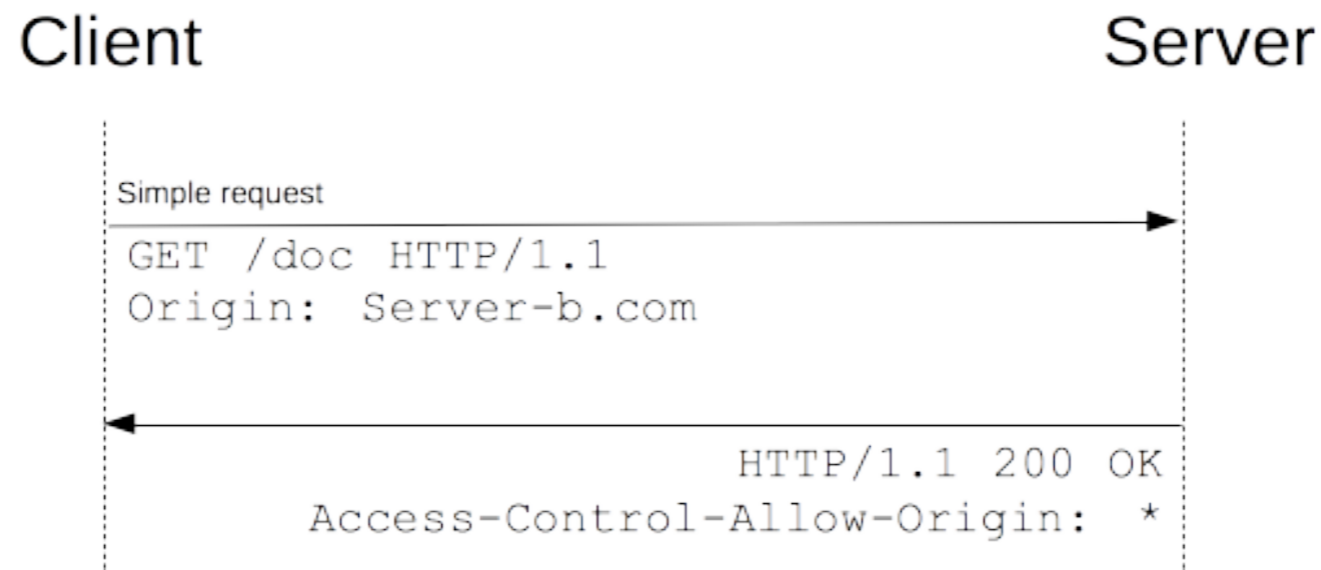 Client
Server
Simple request
GET /doc HTTP/1.1
Origin: Server-b.com
HTTP/1.1 200 OK
Access-Control-Allow-Origin: *